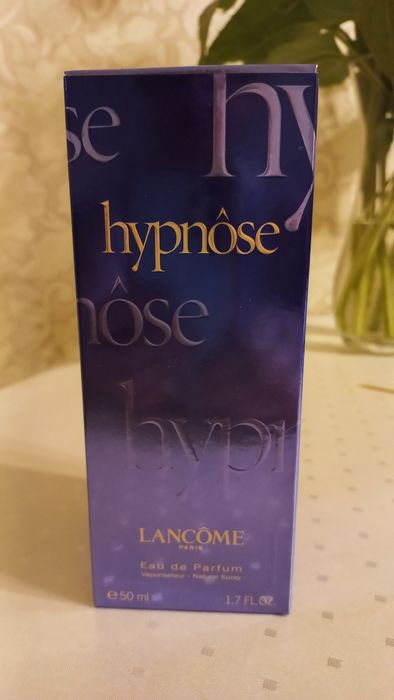 se hy
hypnôse
nôse
hypn
LANCÔME
PARIS
Eau de Parfum
Vaporisateur - Natural Spray
e 50 ml 1.7 FL.OZ.